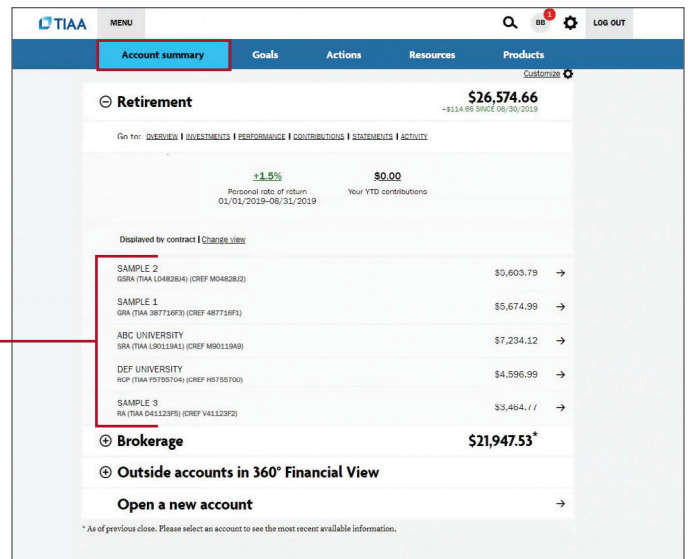 TIAA MENU BB 1 LOG OUT
Account summary Goals Actions Resources Products
Customize
Retirement $26,574.66
+$114.66 SINCE 06/30/2019
Go to: OVERVIEW | INVESTMENTS | PERFORMANCE | CONTRIBUTIONS | STATEMENTS | ACTIVITY
+1.5% $0.00
Personal rate of return Your YTD contributions
01/01/2019–08/31/2019
Displayed by contract | Change view
SAMPLE 2
GSRA (TIAA L04828J4) (CREF M04828J2) $5,603.79 →
SAMPLE 1
GRA (TIAA 387716F3) (CREF 487716F1) $5,674.99 →
ABC UNIVERSITY
SRA (TIAA L90119A1) (CREF M90119A9) $7,234.12 →
DEF UNIVERSITY
RCP (TIAA F5755704) (CREF H5755700) $4,596.99 →
SAMPLE 3
RA (TIAA D41123F5) (CREF V41123F2) $3,464.77 →
Brokerage $21,947.53*
Outside accounts in 360° Financial View
Open a new account →
* As of previous close. Please select an account to see the most recent available information.